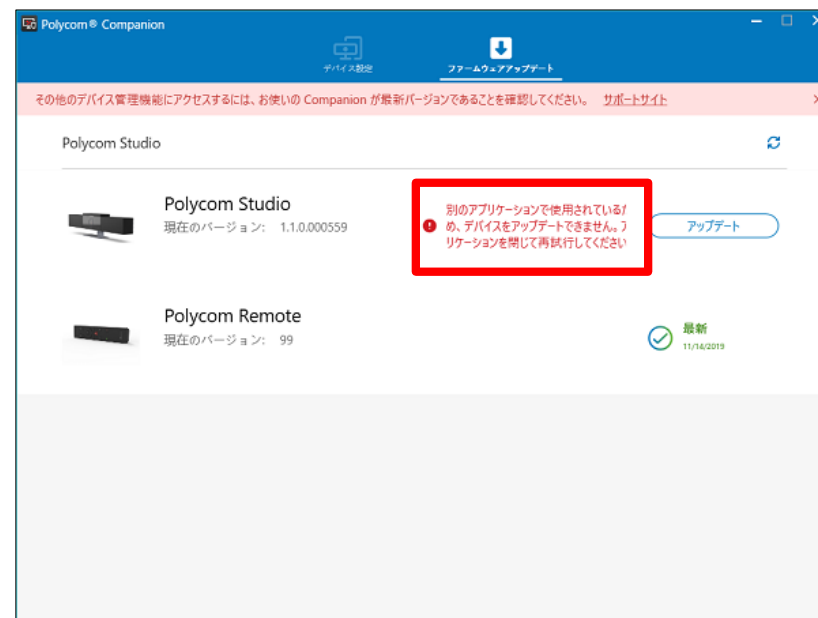 Polycom® Companion
デバイス設定
ファームウェアアップデート
その他のデバイス管理機能にアクセスするには、お使いの Companion が最新バージョンであることを確認してください。 サポートサイト
Polycom Studio
Polycom Studio
現在のバージョン: 1.1.0.000559
別のアプリケーションで使用されているた
め、デバイスをアップデートできません。ア
リケーションを閉じて再試行してください
アップデート
Polycom Remote
現在のバージョン: 99
最新
11/14/2019